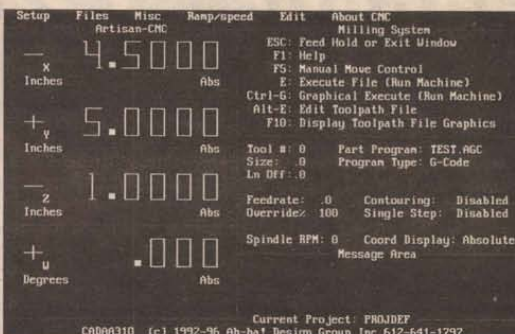 Setup Files Misc Ramp/speed Edit About CNC
Artisan-CNC Milling System
ESC: Feed Hold or Exit Window
F1: Help
F5: Manual Move Control
E: Execute File (Run Machine)
Ctrl-G: Graphical Execute (Run Machine)
Alt-E: Edit Toolpath File
F10: Display Toolpath File Graphics
− X 4.5000
Inches Abs
+ Y 5.0000
Inches Abs
− Z 1.0000
Inches Abs
+ W .000
Degrees Abs
Tool #: 0 Part Program: TEST.AGC
Size: .0 Program Type: G-Code
Ln Off: .0
Feedrate: .0 Contouring: Disabled
Override% 100 Single Step: Disabled
Spindle RPM: 0 Coord Display: Absolute
Message Area
Current Project: PROJDEF
CADAA310 (c) 1992-96 Ah-ha! Design Group Inc 612-641-1797